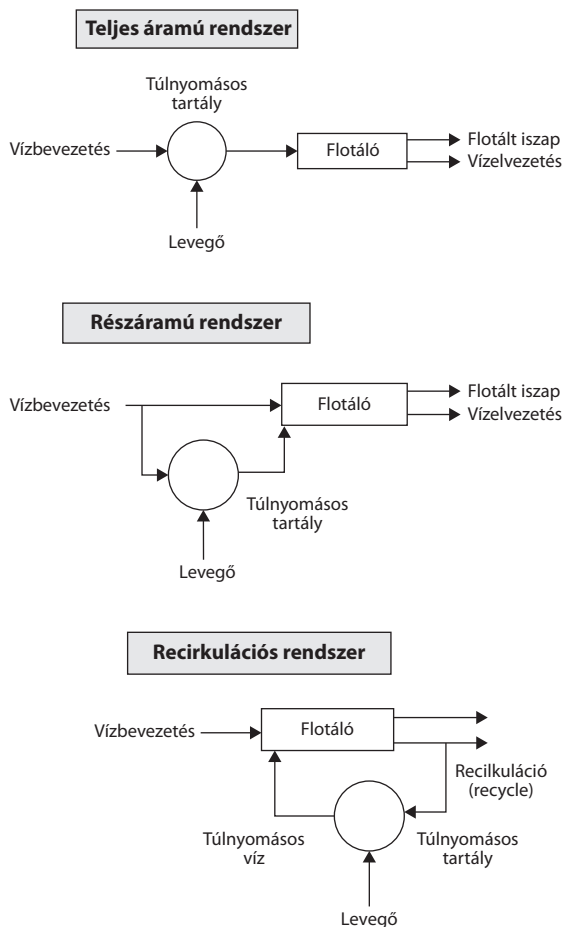 Teljes áramú rendszer
Túlnyomásos
tartály
Vízbevezetés
Flotáló
Flotált iszap
Vízelvezetés
Levegő
Részáramú rendszer
Vízbevezetés
Flotáló
Flotált iszap
Vízelvezetés
Túlnyomásos
tartály
Levegő
Recirkulációs rendszer
Vízbevezetés
Flotáló
Recilkuláció
(recycle)
Túlnyomásos
víz
Túlnyomásos
tartály
Levegő